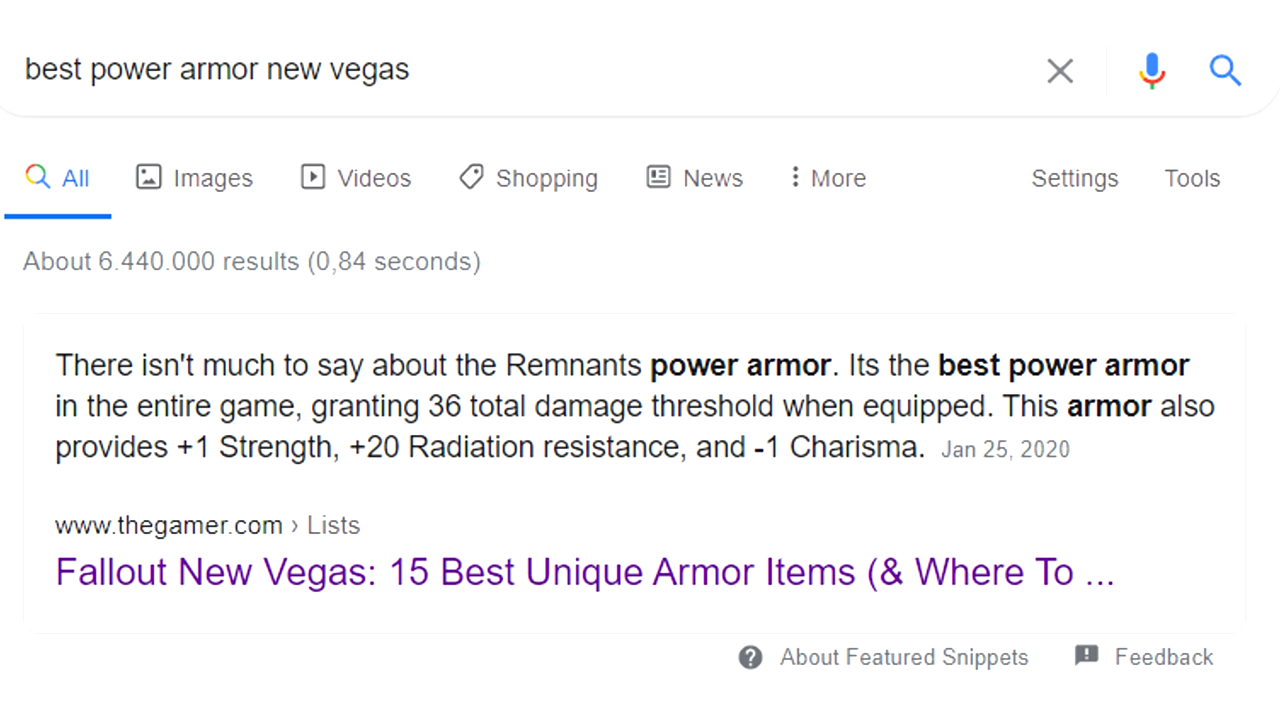 best power armor new vegas
All Images Videos Shopping News More Settings Tools
About 6.440.000 results (0,84 seconds)
There isn't much to say about the Remnants power armor. Its the best power armor
in the entire game, granting 36 total damage threshold when equipped. This armor also
provides +1 Strength, +20 Radiation resistance, and -1 Charisma. Jan 25, 2020
www.thegamer.com › Lists
Fallout New Vegas: 15 Best Unique Armor Items (& Where To ...
About Featured Snippets Feedback